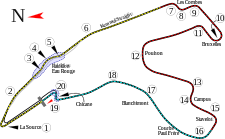 N
Les Combes
7
8
9
10
Bruxelles
11
6
Kemmel Straight
5
4
3
Raidillon
Eau Rouge
12
Pouhon
2
20
19
Chicane
18
13
14
Campus
Blanchimont
17
15
Stavelot
Courbe
Paul Frère
16
1
La Source